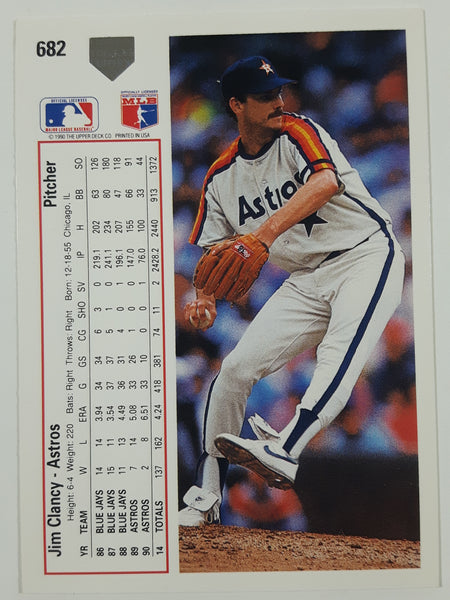 682
OFFICIAL LICENSEE
MAJOR LEAGUE BASEBALL
OFFICIALLY LICENSED
MLB
© 1990 THE UPPER DECK CO. PRINTED IN USA
Jim Clancy - Astros Pitcher
Height: 6-4 Weight: 220 Bats: Right Throws: Right Born: 12-18-55 Chicago, IL
YR TEAM W L ERA G GS CG SHO SV IP H BB SO
86 BLUE JAYS 14 14 3.94 34 34 6 3 0 219.1 202 63 126
87 BLUE JAYS 15 11 3.54 37 37 5 1 0 241.1 234 80 180
88 BLUE JAYS 11 13 4.49 36 31 4 0 1 196.1 207 47 118
89 ASTROS 7 14 5.08 33 26 1 0 0 147.0 155 66 91
90 ASTROS 2 8 6.51 33 10 0 0 1 76.0 100 33 44
14 TOTALS 137 162 4.24 418 381 74 11 2 2428.2 2440 913 1372
Astros